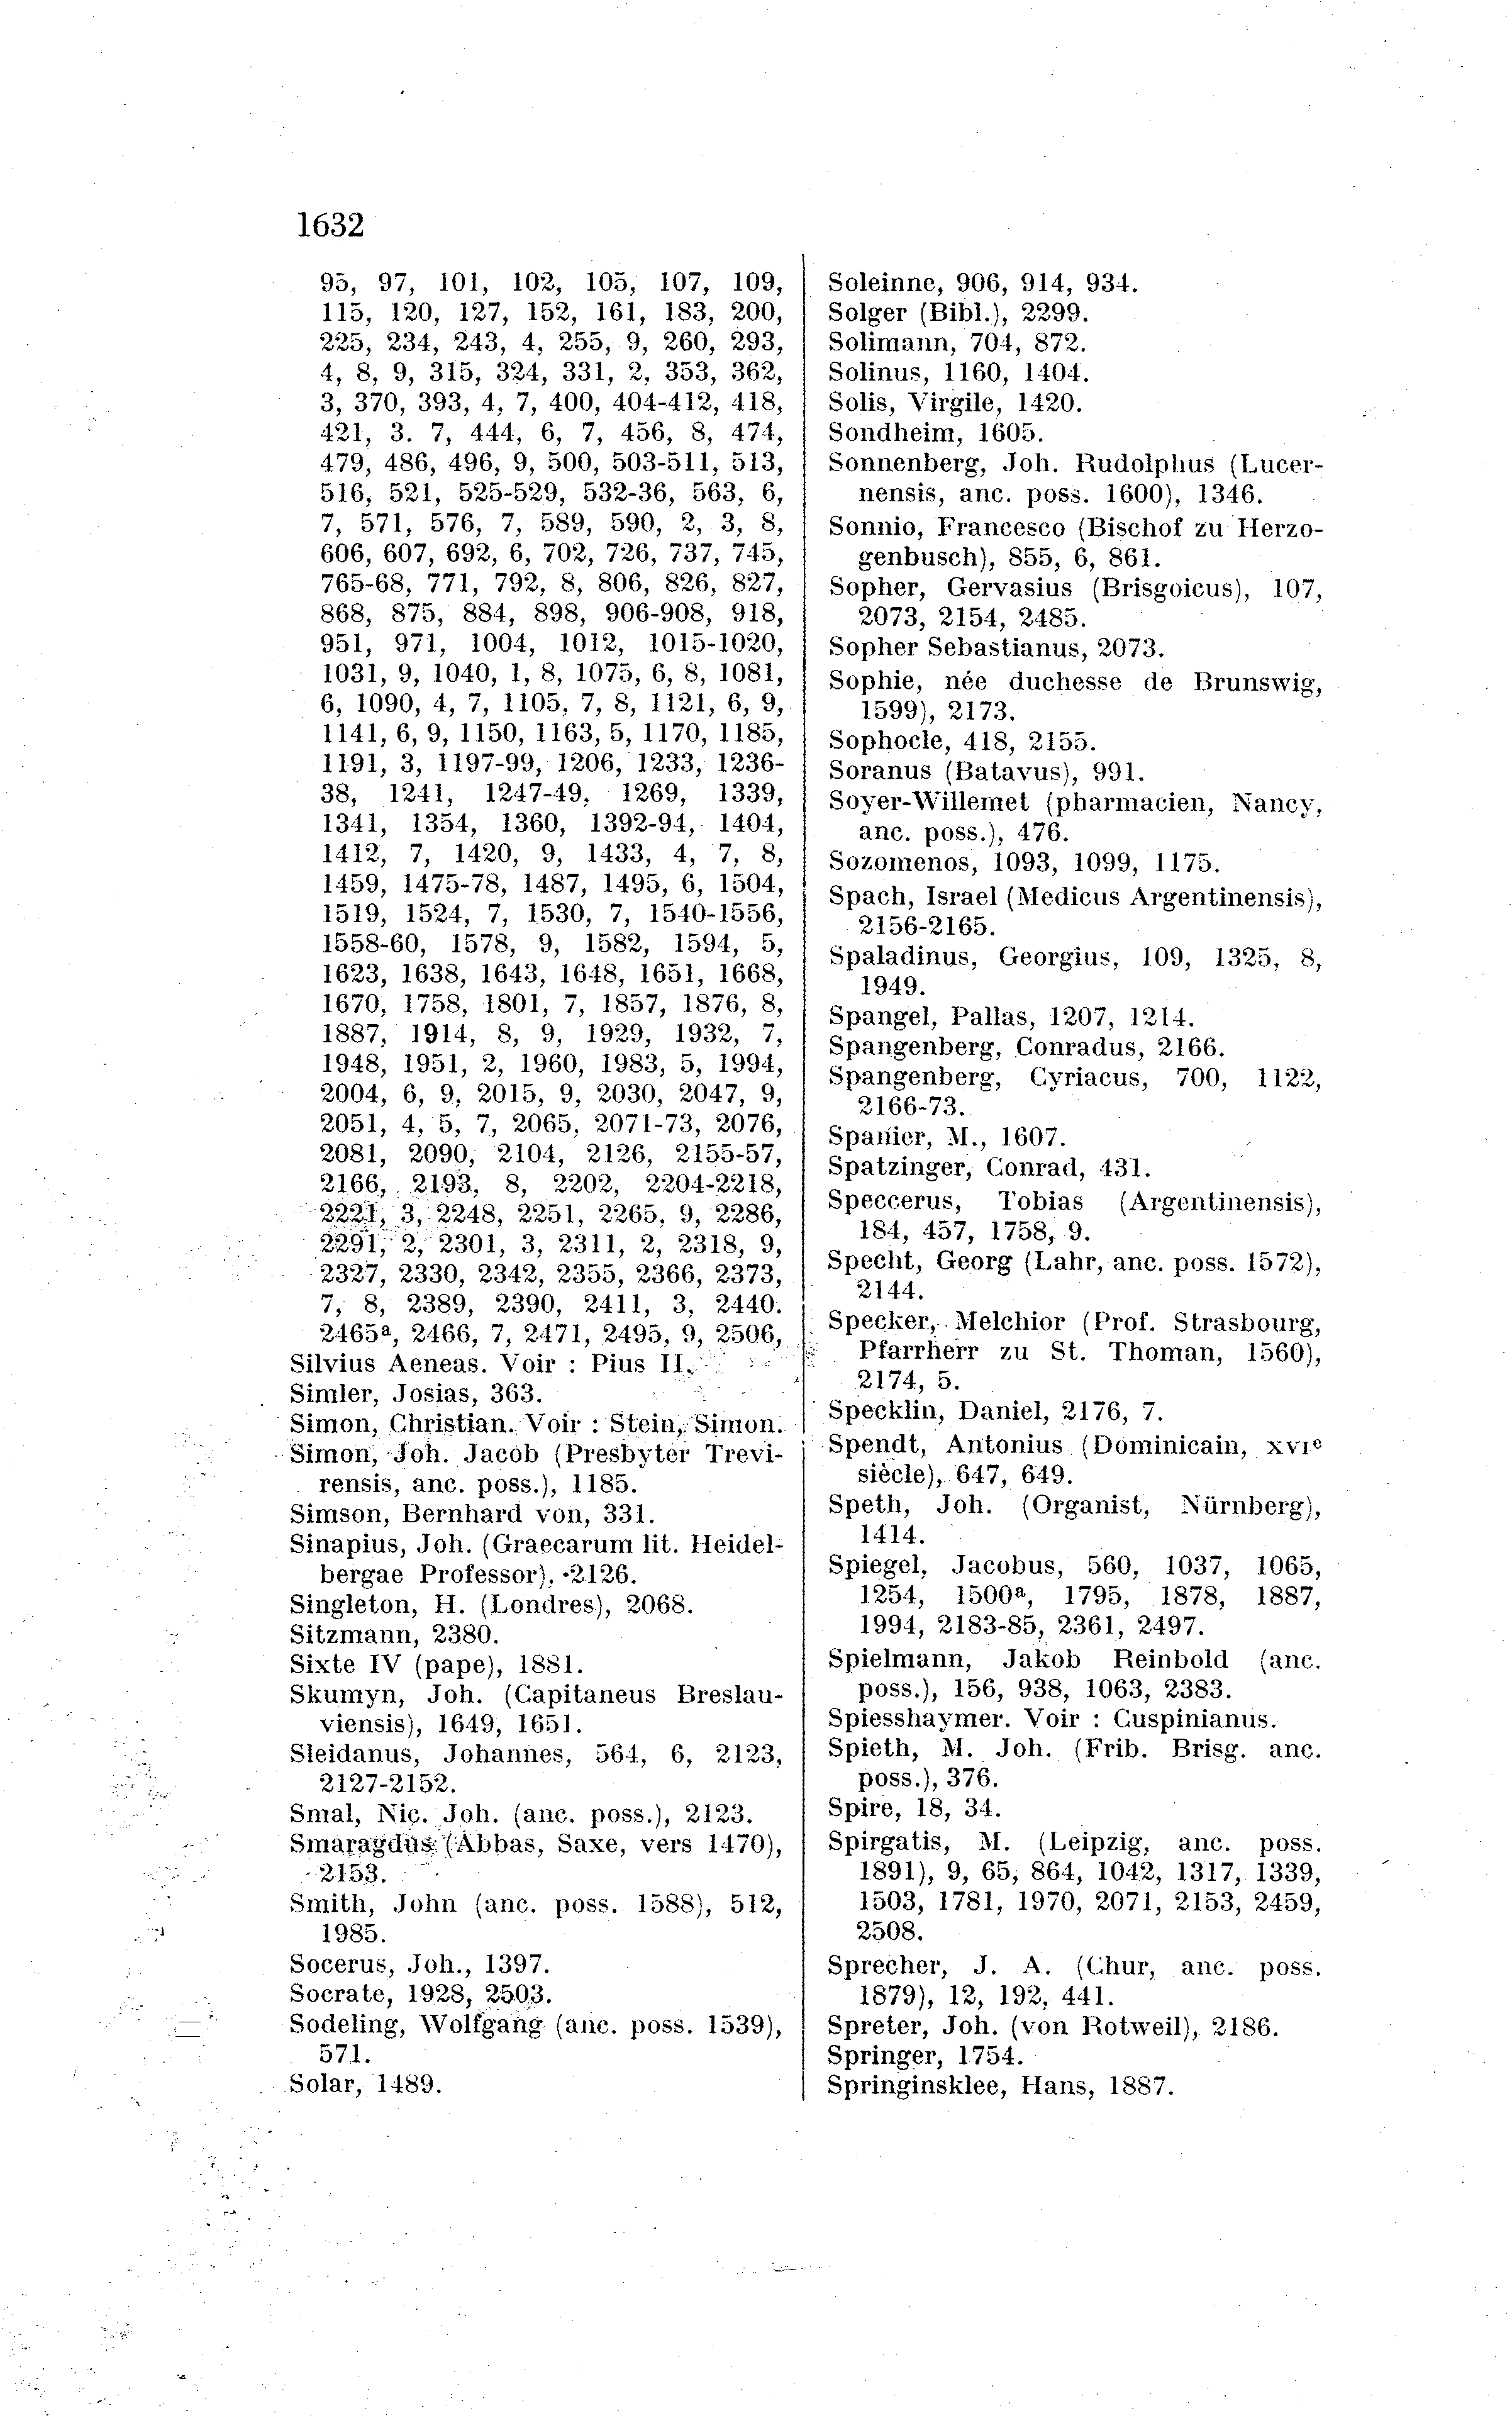 1632
95, 97, 101, 102, 105, 107, 109,
115, 120, 127, 152, 161, 183, 200,
225, 234, 243, 4, 255, 9, 260, 293,
4, 8, 9, 315, 324, 331, 2, 353, 362,
3, 370, 393, 4, 7, 400, 404-412, 418,
421, 3. 7, 444, 6, 7, 456, 8, 474,
479, 486, 496, 9, 500, 503-511, 513,
516, 521, 525-529, 532-36, 563, 6,
7, 571, 576, 7, 589, 590, 2, 3, 8,
606, 607, 692, 6, 702, 726, 737, 745,
765-68, 771, 792, 8, 806, 826, 827,
868, 875, 884, 898, 906-908, 918,
951, 971, 1004, 1012, 1015-1020,
1031, 9, 1040, 1, 8, 1075, 6, 8, 1081,
6, 1090, 4, 7, 1105, 7, 8, 1121, 6, 9,
1141, 6, 9, 1150, 1163, 5, 1170, 1185,
1191, 3, 1197-99, 1206, 1233, 1236-
38, 1241, 1247-49, 1269, 1339,
1341, 1354, 1360, 1392-94, 1404,
1412, 7, 1420, 9, 1433, 4, 7, 8,
1459, 1475-78, 1487, 1495, 6, 1504,
1519, 1524, 7, 1530, 7, 1540-1556,
1558-60, 1578, 9, 1582, 1594, 5,
1623, 1638, 1643, 1648, 1651, 1668,
1670, 1758, 1801, 7, 1857, 1876, 8,
1887, 1914, 8, 9, 1929, 1932, 7,
1948, 1951, 2, 1960, 1983, 5, 1994,
2004, 6, 9, 2015, 9, 2030, 2047, 9,
2051, 4, 5, 7, 2065, 2071-73, 2076,
2081, 2090, 2104, 2126, 2155-57,
2166, 2193, 8, 2202, 2204-2218,
2221, 3, 2248, 2251, 2265, 9, 2286,
2291, 2, 2301, 3, 2311, 2, 2318, 9,
2327, 2330, 2342, 2355, 2366, 2373,
7, 8, 2389, 2390, 2411, 3, 2440.
2465ª, 2466, 7, 2471, 2495, 9, 2506,
Silvius Aeneas. Voir : Pius II.
Simler, Josias, 363.
Simon, Christian. Voir : Stein, Simon.
Simon, Joh. Jacob (Presbyter Trevi-
rensis, anc. poss.), 1185.
Simson, Bernhard von, 331.
Sinapius, Joh. (Graecarum lit. Heidel-
bergae Professor), 2126.
Singleton, H. (Londres), 2068.
Sitzmann, 2380.
Sixte IV (pape), 1881.
Skumyn, Joh. (Capitaneus Breslau-
viensis), 1649, 1651.
Sleidanus, Johannes, 564, 6, 2123,
2127-2152.
Smal, Nic. Joh. (anc. poss.), 2123.
Smaragdus (Abbas, Saxe, vers 1470),
2153.
Smith, John (anc. poss. 1588), 512,
1985.
Socerus, Joh., 1397.
Socrate, 1928, 2503.
Sodeling, Wolfgang (anc. poss. 1539),
571.
Solar, 1489.
Soleinne, 906, 914, 934.
Solger (Bibl.), 2299.
Solimann, 704, 872.
Solinus, 1160, 1404.
Solis, Virgile, 1420.
Sondheim, 1605.
Sonnenberg, Joh. Rudolphus (Lucer-
nensis, anc. poss. 1600), 1346.
Sonnio, Francesco (Bischof zu Herzo-
genbusch), 855, 6, 861.
Sopher, Gervasius (Brisgoicus), 107,
2073, 2154, 2485.
Sopher Sebastianus, 2073.
Sophie, née duchesse de Brunswig,
1599), 2173.
Sophocle, 418, 2155.
Soranus (Batavus), 991.
Soyer-Willemet (pharmacien, Nancy,
anc. poss.), 476.
Sozomenos, 1093, 1099, 1175.
Spach, Israel (Medicus Argentinensis),
2156-2165.
Spaladinus, Georgius, 109, 1325, 8,
1949.
Spangel, Pallas, 1207, 1214.
Spangenberg, Conradus, 2166.
Spangenberg, Cyriacus, 700, 1122,
2166-73.
Spanier, M., 1607.
Spatzinger, Conrad, 431.
Speccerus, Tobias (Argentinensis),
184, 457, 1758, 9.
Specht, Georg (Lahr, anc. poss. 1572),
2144.
Specker, Melchior (Prof. Strasbourg,
Pfarrherr zu St. Thoman, 1560),
2174, 5.
Specklin, Daniel, 2176, 7.
Spendt, Antonius (Dominicain, XVIe
siècle), 647, 649.
Speth, Joh. (Organist, Nürnberg),
1414.
Spiegel, Jacobus, 560, 1037, 1065,
1254, 1500ª, 1795, 1878, 1887,
1994, 2183-85, 2361, 2497.
Spielmann, Jakob Reinbold (anc.
poss.), 156, 938, 1063, 2383.
Spiesshaymer. Voir : Cuspinianus.
Spieth, M. Joh. (Frib. Brisg. anc.
poss.), 376.
Spire, 18, 34.
Spirgatis, M. (Leipzig, anc. poss.
1891), 9, 65, 864, 1042, 1317, 1339,
1503, 1781, 1970, 2071, 2153, 2459,
2508.
Sprecher, J. A. (Chur, anc. poss.
1879), 12, 192, 441.
Spreter, Joh. (von Rotweil), 2186.
Springer, 1754.
Springinsklee, Hans, 1887.